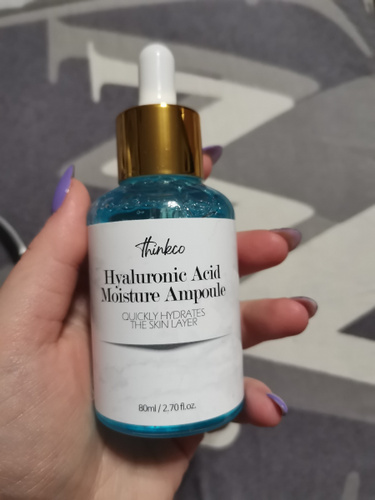 thinkco
Hyaluronic Acid
Moisture Ampoule
QUICKLY HYDRATES
THE SKIN LAYER
80ml / 2.70 fl.oz.